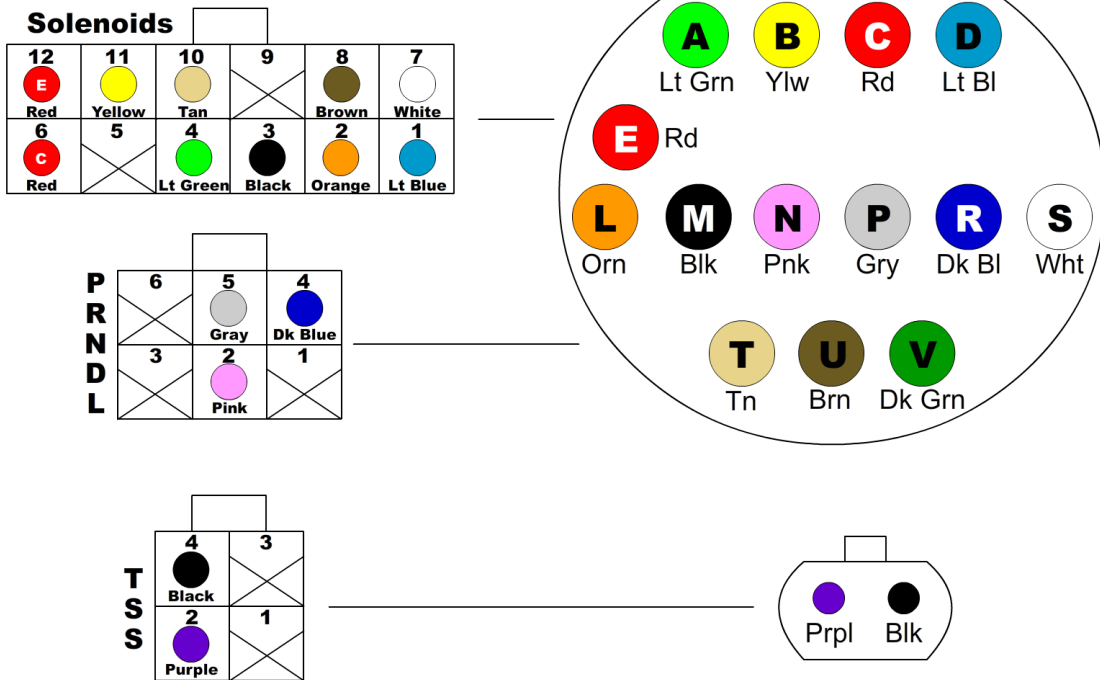 Solenoids
12 11 10 9 8 7
E
Red Yellow Tan Brown White
6 5 4 3 2 1
C
Red Lt Green Black Orange Lt Blue
A B C D
Lt Grn Ylw Rd Lt Bl
E Rd
L M N P R S
Orn Blk Pnk Gry Dk Bl Wht
T U V
Tn Brn Dk Grn
PRNDL
6 5 4
Gray Dk Blue
3 2 1
Pink
TSS
4 3
Black
2 1
Purple
Prpl Blk